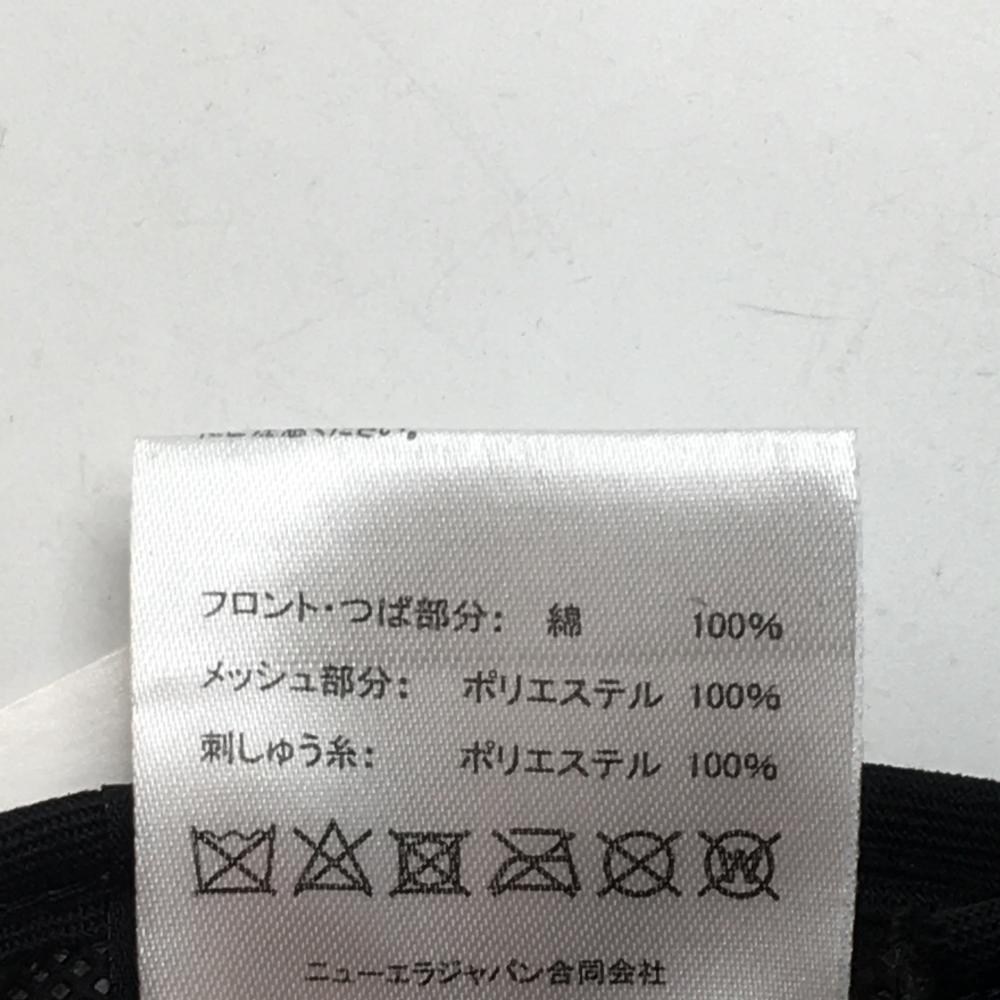 フロント・つば部分: 綿 100%
メッシュ部分: ポリエステル 100%
刺しゅう糸: ポリエステル 100%
W
ニューエラジャパン合同会社